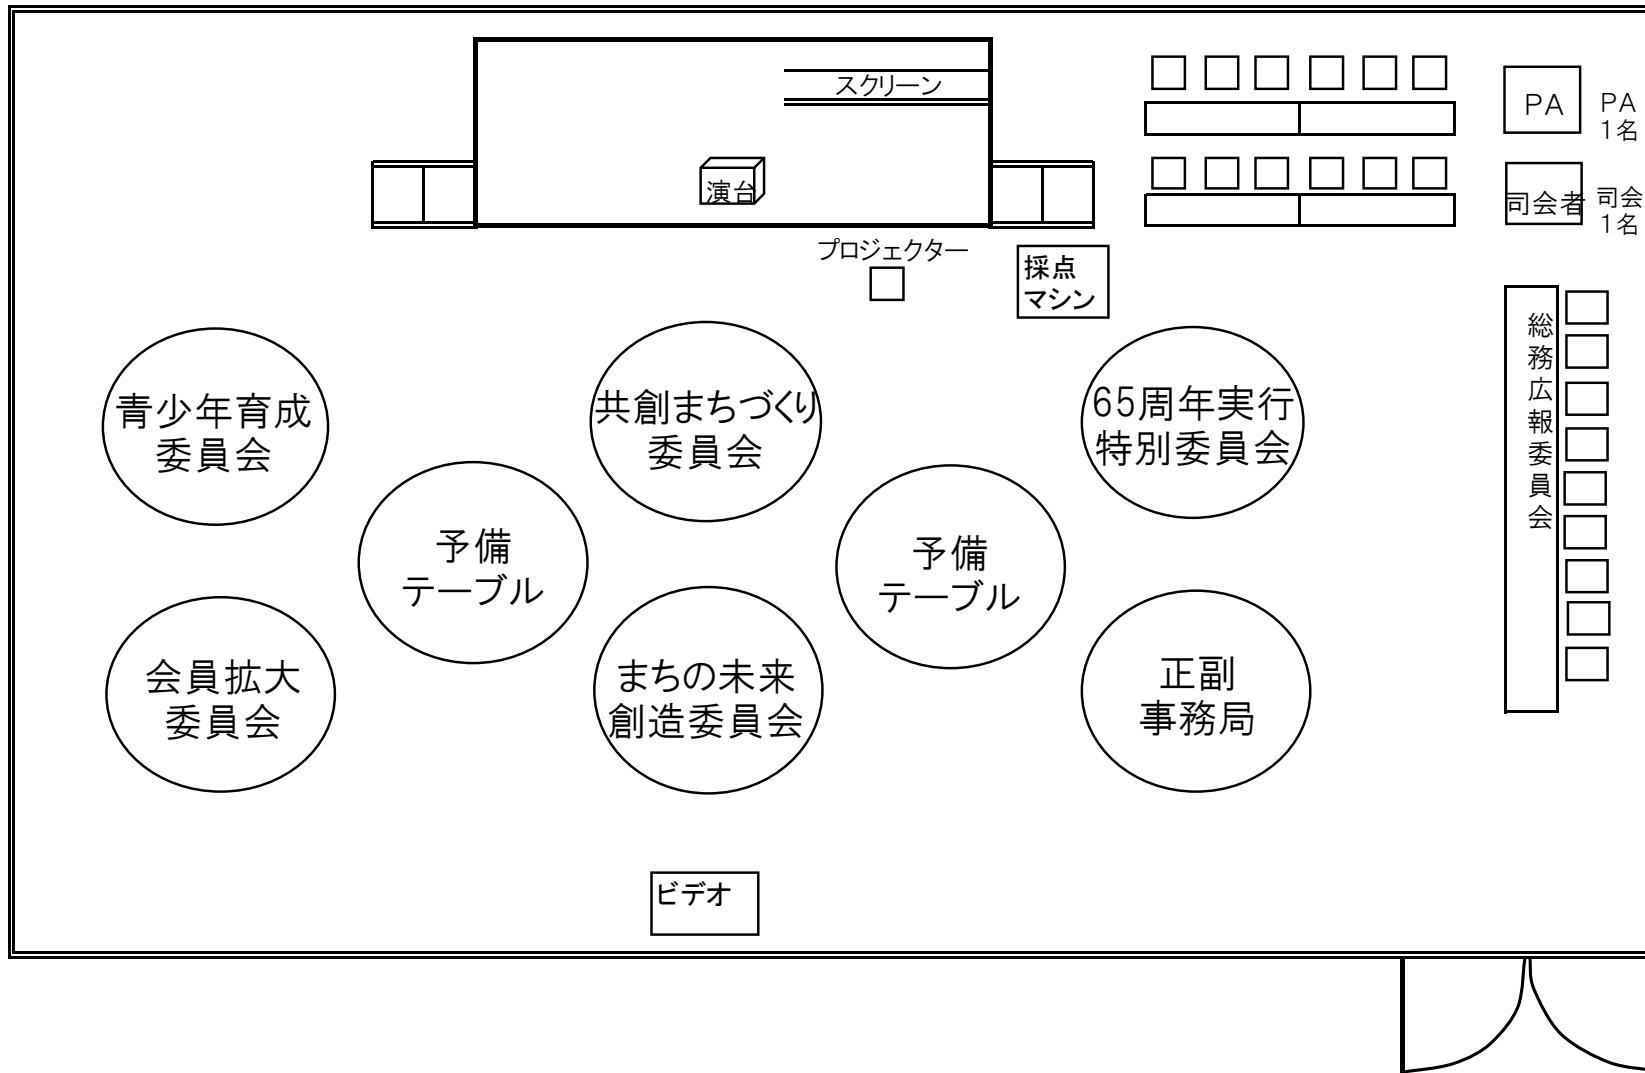 スクリーン
PA
PA
1名
演台
司会者
司会
1名
プロジェクター
採点
マシン
総務広報委員会
青少年育成
委員会
共創まちづくり
委員会
65周年実行
特別委員会
予備
テーブル
予備
テーブル
会員拡大
委員会
まちの未来
創造委員会
正副
事務局
ビデオ